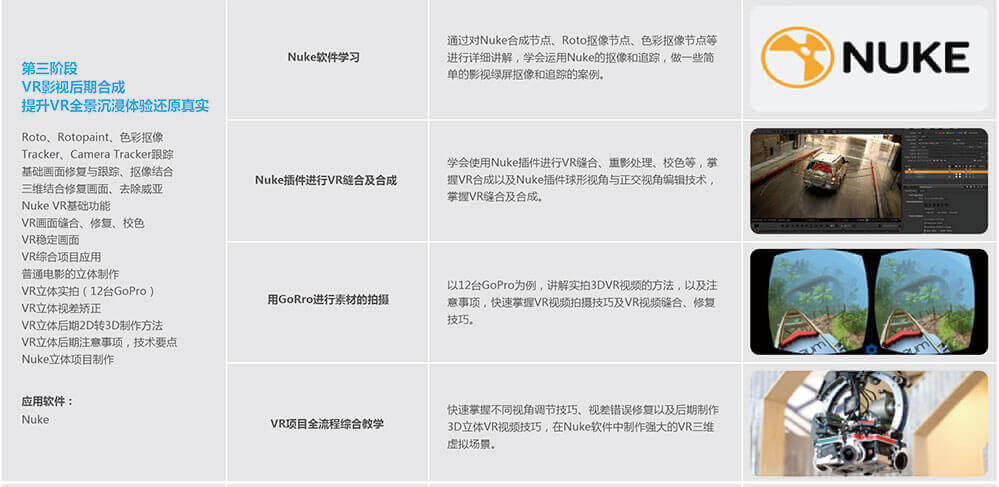 第三阶段
VR影视后期合成
提升VR全景沉浸体验还原真实
Roto、Rotopaint、色彩抠像
Tracker、Camera Tracker跟踪
基础画面修复与跟踪、抠像结合
三维结合修复画面、去除威亚
Nuke VR基础功能
VR画面缝合、修复、校色
VR稳定画面
VR综合项目应用
普通电影的立体制作
VR立体实拍（12台GoPro）
VR立体视差矫正
VR立体后期2D转3D制作方法
VR立体后期注意事项，技术要点
Nuke立体项目制作
应用软件：
Nuke
Nuke软件学习
通过对Nuke合成节点、Roto抠像节点、色彩抠像节点等
进行详细讲解，学会运用Nuke的抠像和追踪，做一些简
单的影视绿屏抠像和追踪的案例。
NUKE
Nuke插件进行VR缝合及合成
学会使用Nuke插件进行VR缝合、重影处理、校色等，掌
握VR合成以及Nuke插件球形视角与正交视角编辑技术，
掌握VR缝合及合成。
用GoRro进行素材的拍摄
以12台GoPro为例，讲解实拍3DVR视频的方法，以及注
意事项，快速掌握VR视频拍摄技巧及VR视频缝合、修复
技巧。
VR项目全流程综合教学
快速掌握不同视角调节技巧、视差错误修复以及后期制作
3D立体VR视频技巧，在Nuke软件中制作强大的VR三维
虚拟场景。